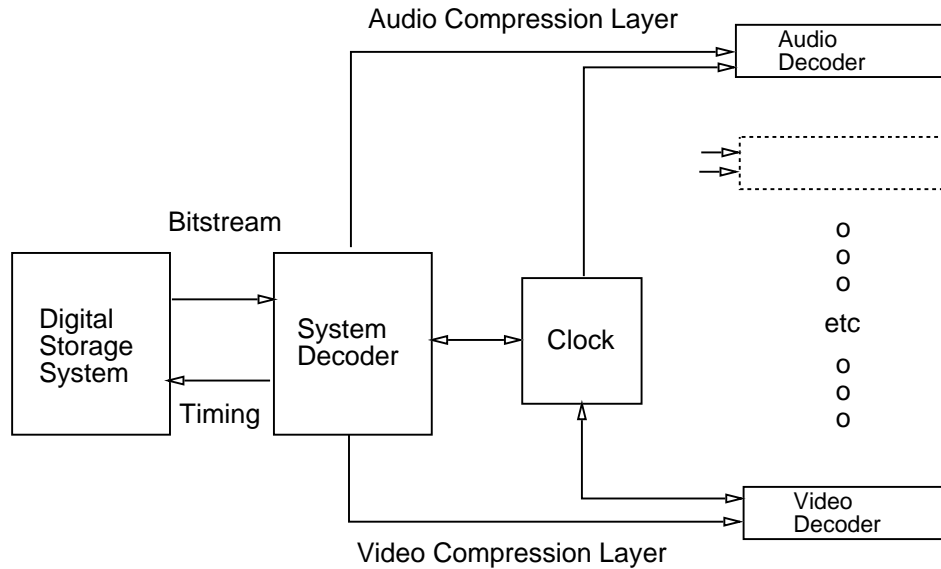 Audio Compression Layer
Audio
Decoder
Bitstream
Digital
Storage
System
System
Decoder
Clock
Timing
o
o
o
etc
o
o
o
Video
Decoder
Video Compression Layer